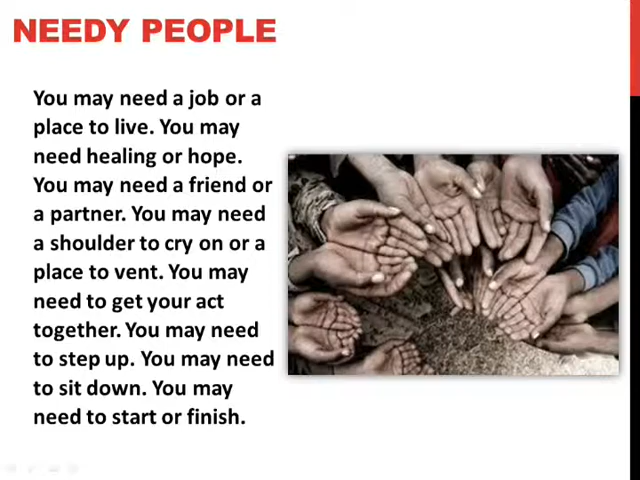 NEEDY PEOPLE
You may need a job or a
place to live. You may
need healing or hope.
You may need a friend or
a partner. You may need
a shoulder to cry on or a
place to vent. You may
need to get your act
together. You may need
to step up. You may need
to sit down. You may
need to start or finish.